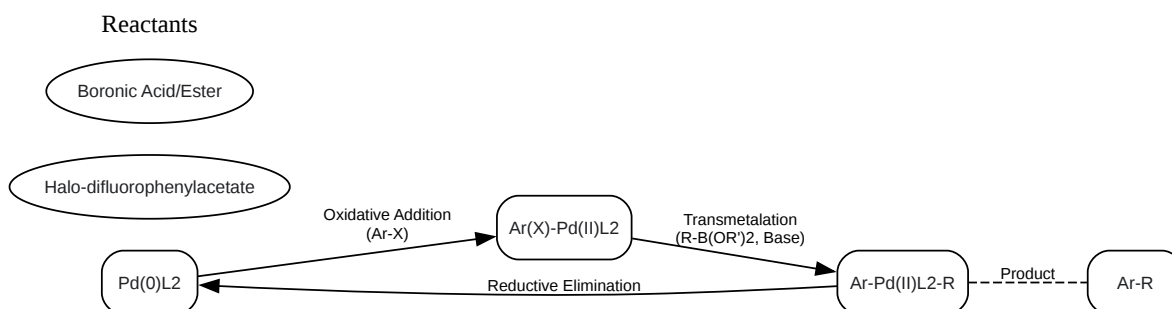 Reactants
Boronic Acid/Ester
Halo-difluorophenylacetate
Oxidative Addition
(Ar-X)
Ar(X)-Pd(II)L2
Transmetalation
(R-B(OR')2, Base)
Pd(0)L2
Reductive Elimination
Ar-Pd(II)L2-R
Product
Ar-R